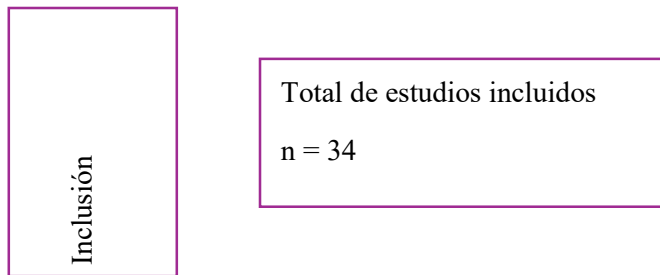 Inclusión
Total de estudios incluidos
n = 34